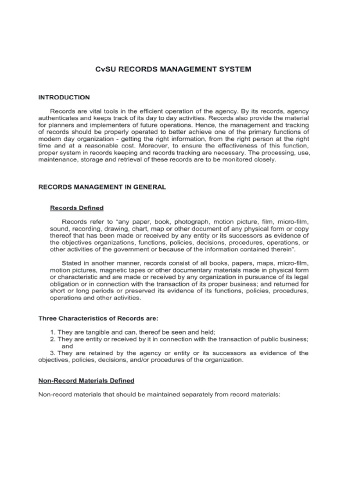 CvSU RECORDS MANAGEMENT SYSTEM
INTRODUCTION
Records are vital tools in the efficient operation of the agency. By its records, agency
authenticates and keeps track of its day to day activities. Records also provide the material
for planners and implementers of future operations. Hence, the management and tracking
of records should be properly operated to better achieve one of the primary functions of
modern day organization - getting the right information, from the right person at the right
time and at a reasonable cost. Moreover, to ensure the effectiveness of this function,
proper system in records keeping and records tracking are necessary. The processing, use,
maintenance, storage and retrieval of these records are to be monitored closely.
RECORDS MANAGEMENT IN GENERAL
Records Defined
Records refer to “any paper, book, photograph, motion picture, film, micro-film,
sound, recording, drawing, chart, map or other document of any physical form or copy
thereof that has been made or received by any entity or its successors as evidence of
the objectives organizations, functions, policies, decisions, procedures, operations, or
other activities of the government or because of the information contained therein”.
Stated in another manner, records consist of all books, papers, maps, micro-film,
motion pictures, magnetic tapes or other documentary materials made in physical form
or characteristic and are made or received by any organization in pursuance of its legal
obligation or in connection with the transaction of its proper business; and returned for
short or long periods or preserved its evidence of its functions, policies, procedures,
operations and other activities.
Three Characteristics of Records are:
1. They are tangible and can, thereof be seen and held;
2. They are entity or received by it in connection with the transaction of public business;
and
3. They are retained by the agency or entity or its successors as evidence of the
objectives, policies, decisions, and/or procedures of the organization.
Non-Record Materials Defined
Non-record materials that should be maintained separately from record materials: